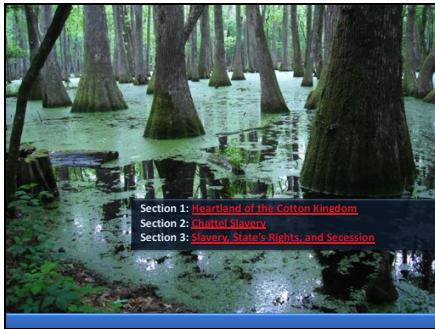 Section 1: Heartland of the Cotton Kingdom
Section 2: Chattel Slavery
Section 3: Slavery, State's Rights, and Secession